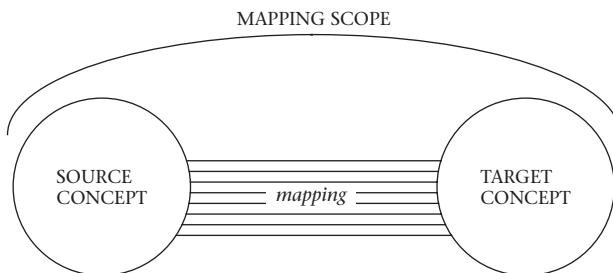 MAPPING SCOPE
SOURCE
CONCEPT
mapping
TARGET
CONCEPT